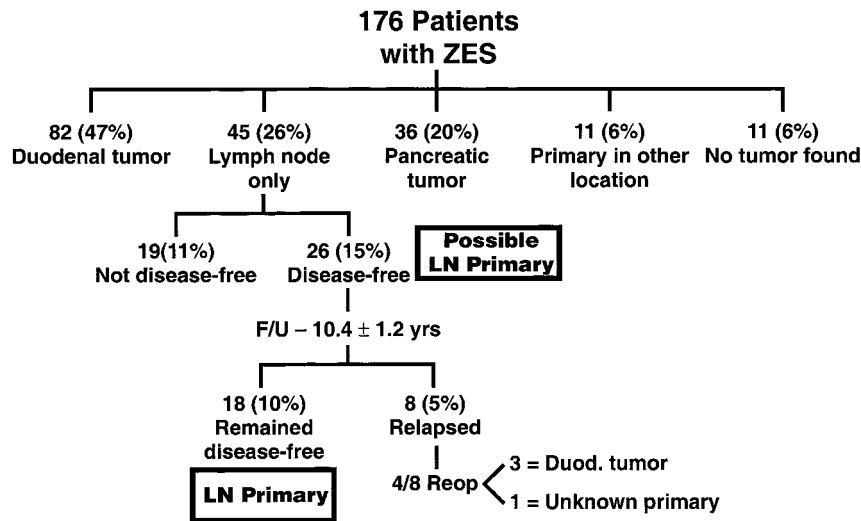 176 Patients
with ZES
82 (47%)
Duodenal tumor
45 (26%)
Lymph node
only
36 (20%)
Pancreatic
tumor
11 (6%)
Primary in other
location
11 (6%)
No tumor found
19(11%)
Not disease-free
26 (15%)
Disease-free
Possible
LN Primary
F/U – 10.4 ± 1.2 yrs
18 (10%)
Remained
disease-free
LN Primary
8 (5%)
Relapsed
4/8 Reop
3 = Duod. tumor
1 = Unknown primary